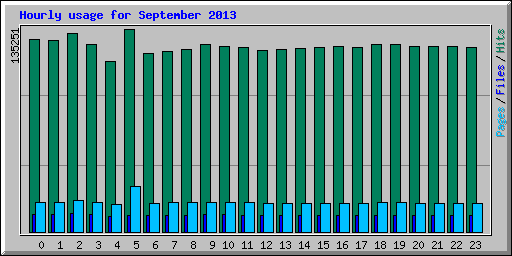 Hourly usage for September 2013
135251
Pages/Files/Hits
0 1 2 3 4 5 6 7 8 9 10 11 12 13 14 15 16 17 18 19 20 21 22 23